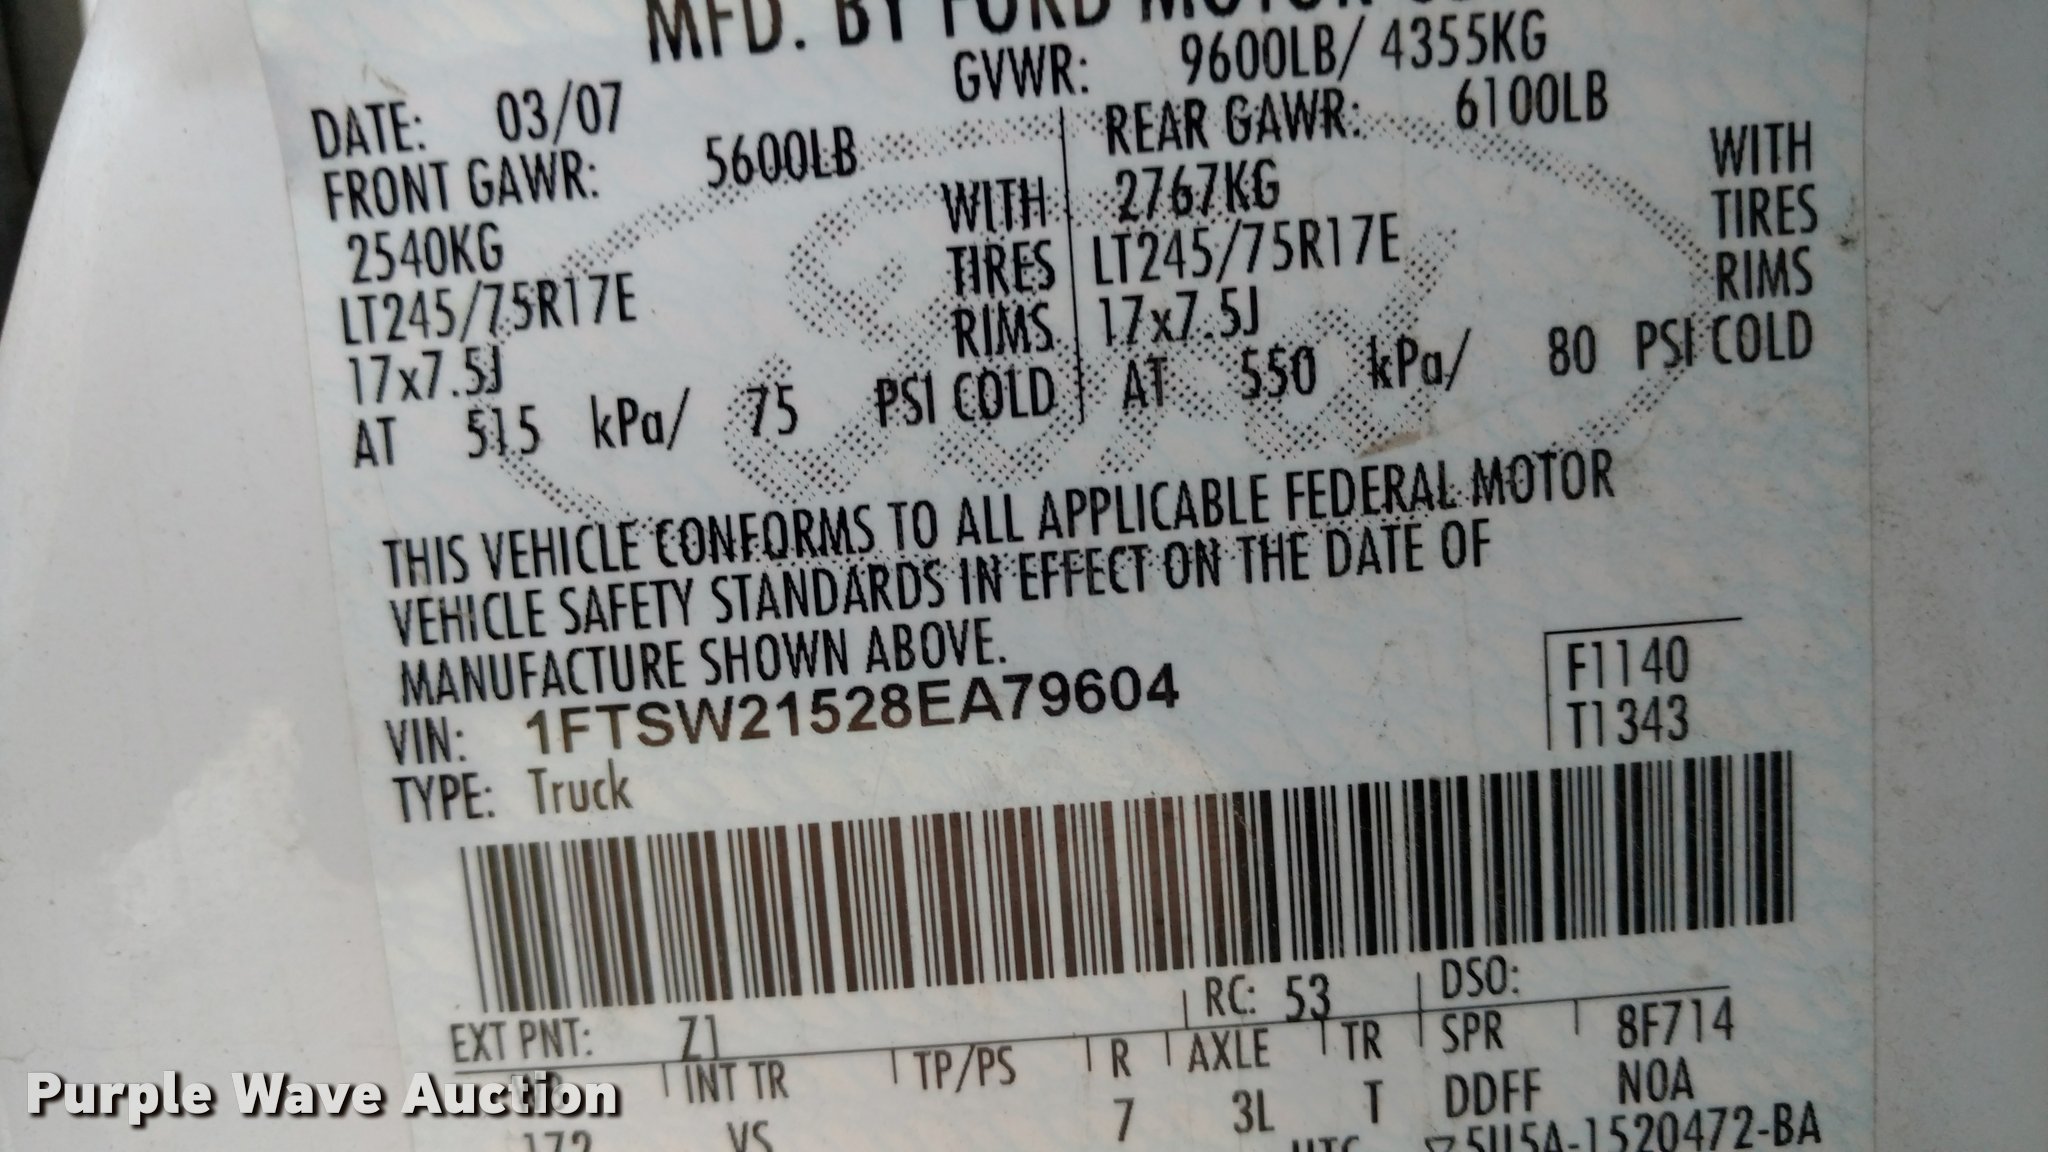 MFD. BY FORD MOTOR
DATE: 03/07 GVWR: 9600LB/ 4355KG
FRONT GAWR: 5600LB REAR GAWR: 6100LB
2540KG WITH 2767KG WITH
LT245/75R17E TIRES LT245/75R17E TIRES
17x7.5J RIMS 17x7.5J RIMS
AT 515 kPa/ 75 PSI COLD AT 550 kPa/ 80 PSI COLD
THIS VEHICLE CONFORMS TO ALL APPLICABLE FEDERAL MOTOR
VEHICLE SAFETY STANDARDS IN EFFECT ON THE DATE OF
MANUFACTURE SHOWN ABOVE.
F1140
VIN: 1FTSW21528EA79604
T1343
TYPE: Truck
EXT PNT: Z1 RC: 53 DSO:
INT TR TP/PS R AXLE TR SPR 8F714
172 VS 7 3L T DDFF NOA
UTC 5U5A-1520472-BA
Purple Wave Auction